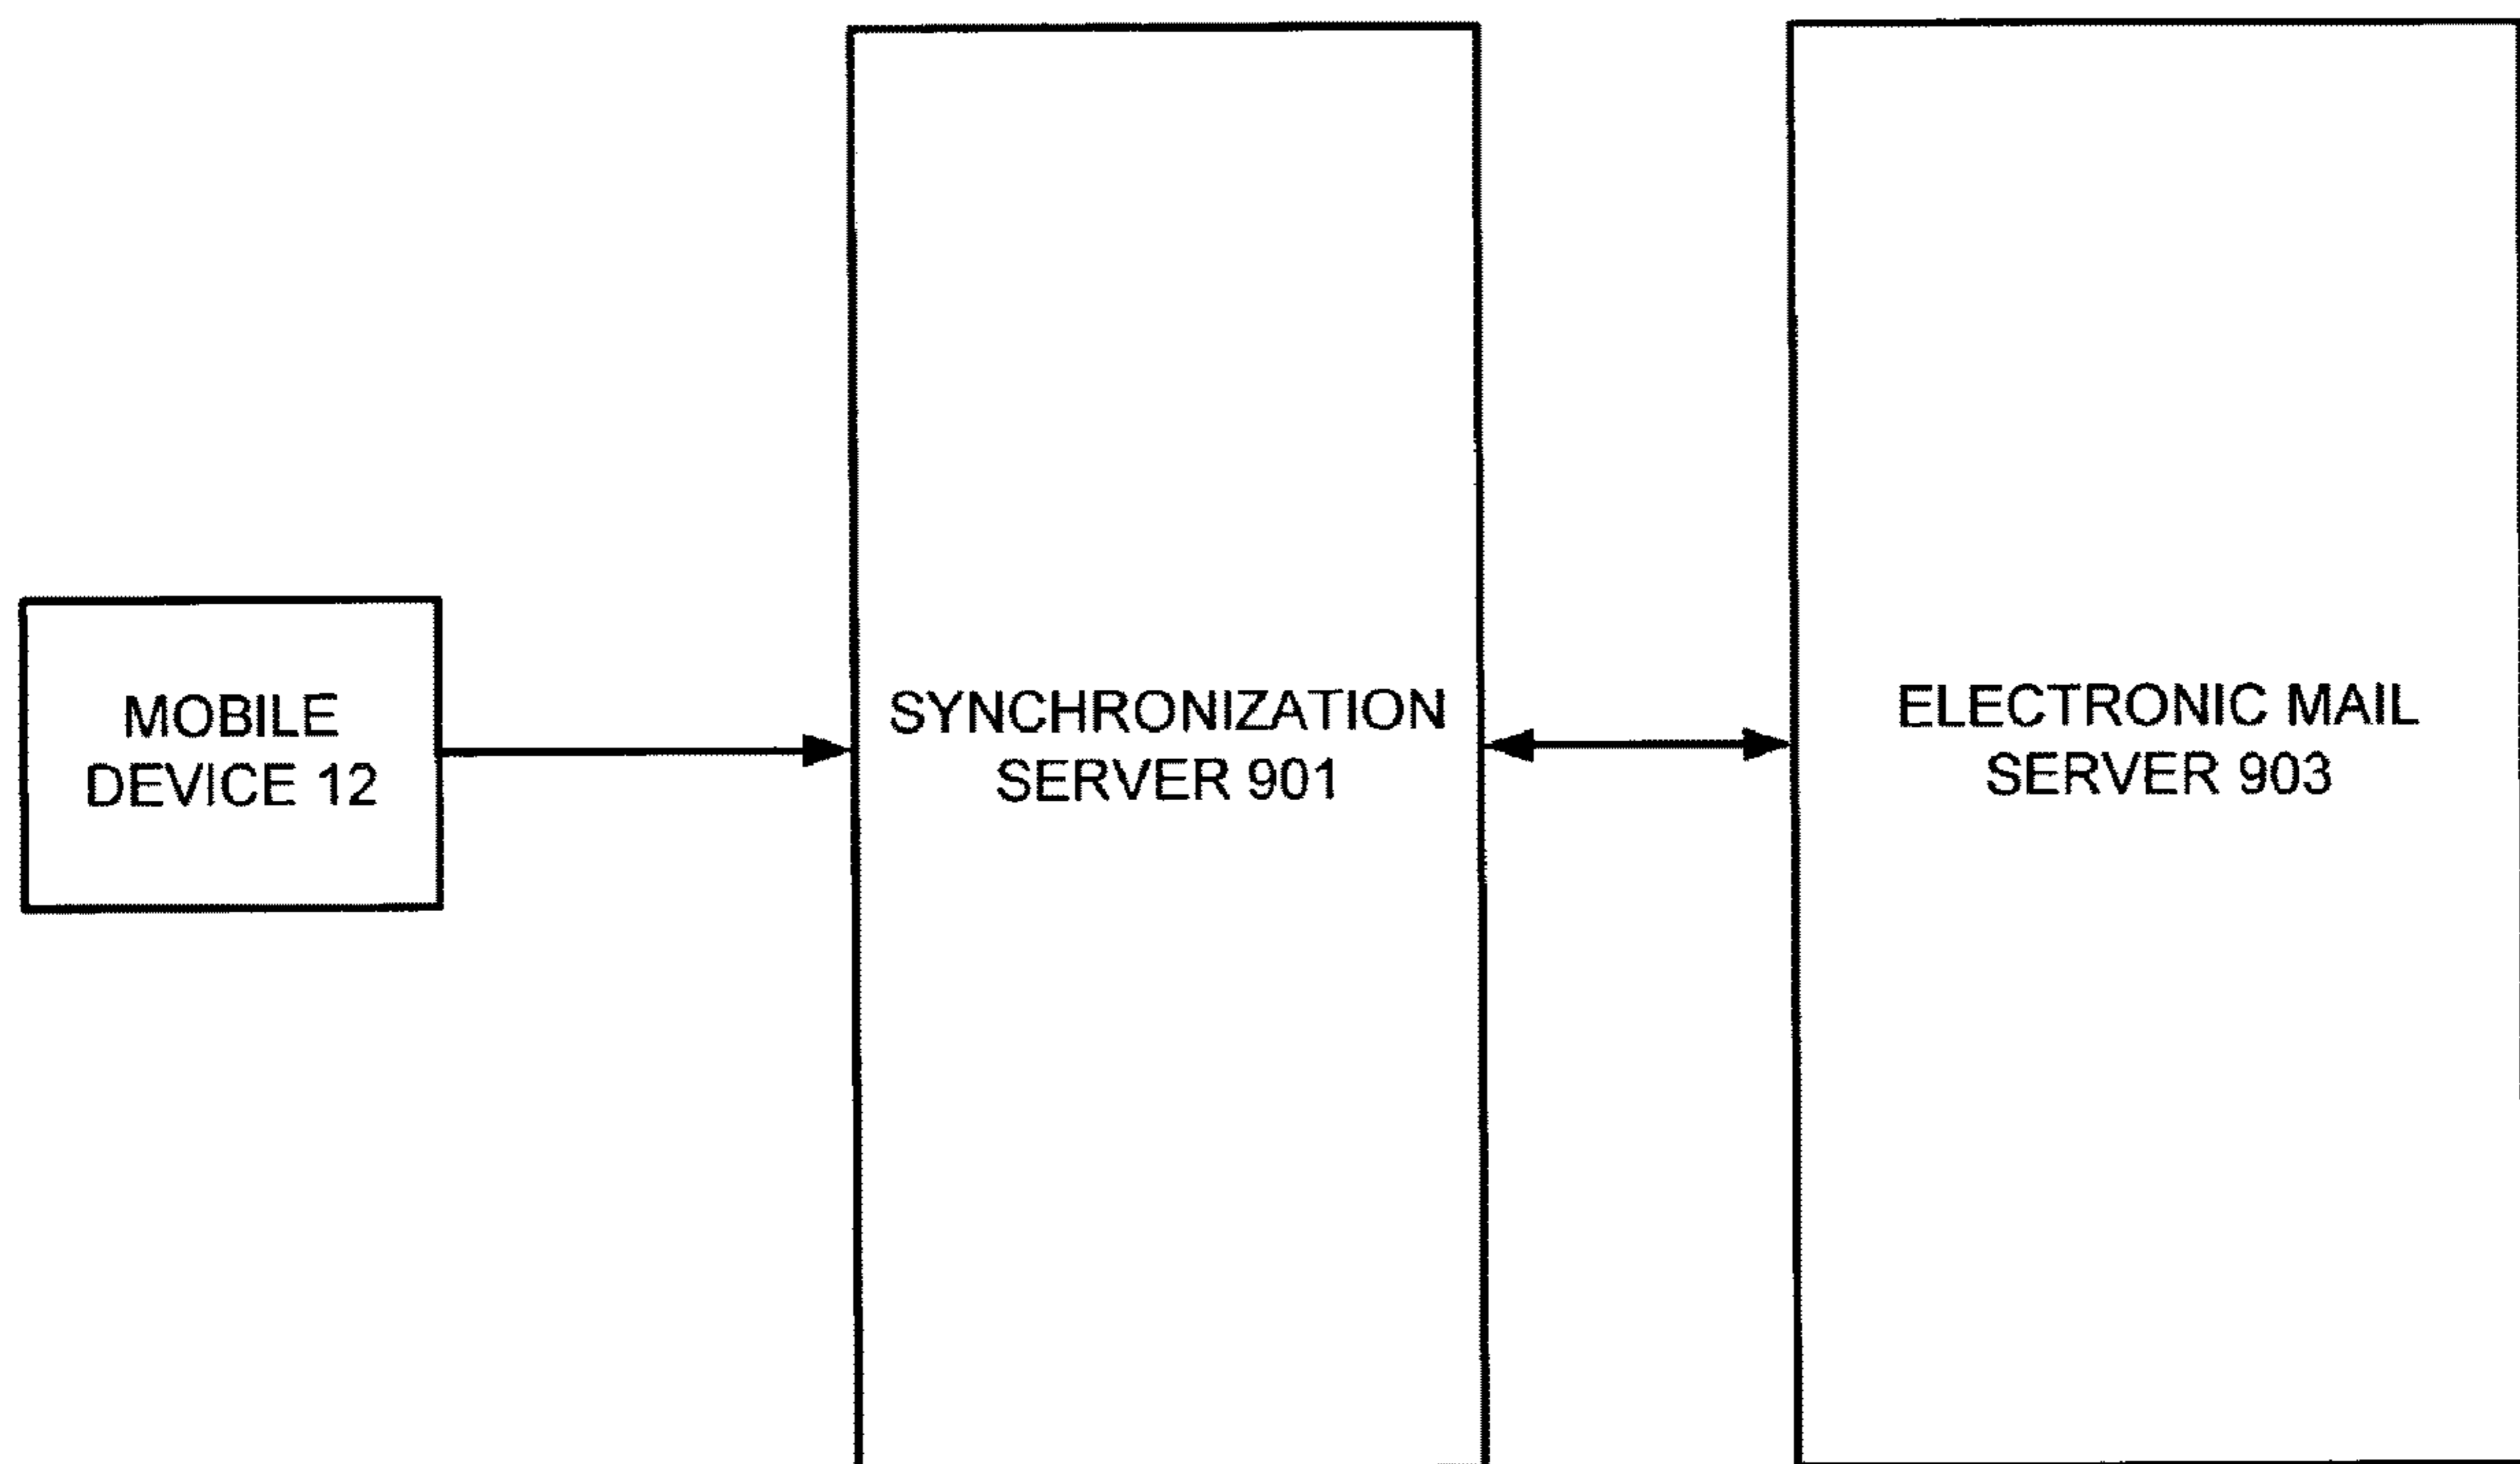 MOBILE
DEVICE 12
SYNCHRONIZATION
SERVER 901
ELECTRONIC MAIL
SERVER 903